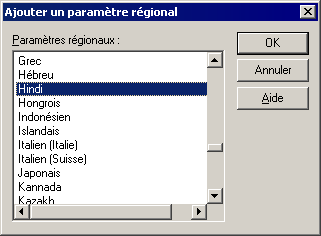 Ajouter un paramètre régional
Paramètres régionaux :
Grec
Hébreu
Hindi
Hongrois
Indonésien
Islandais
Italien (Italie)
Italien (Suisse)
Japonais
Kannada
Kazakh
OK
Annuler
Aide